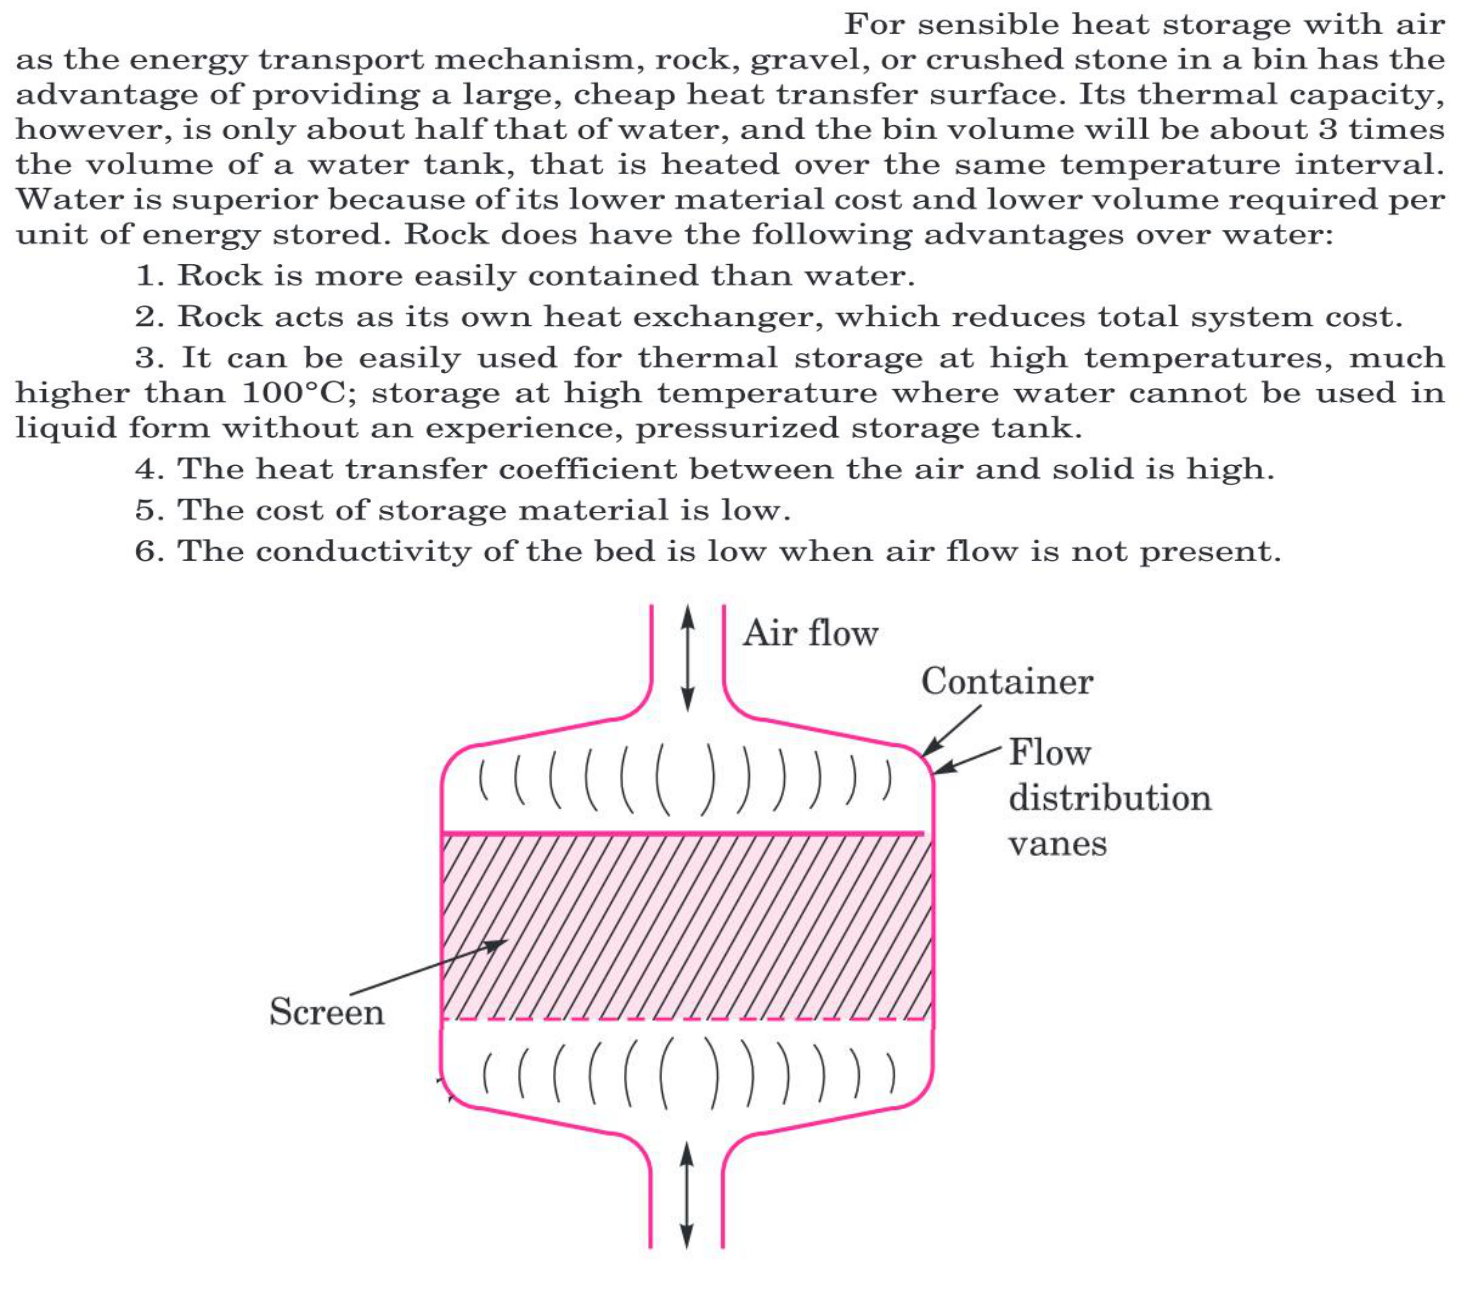 For sensible heat storage with air
as the energy transport mechanism, rock, gravel, or crushed stone in a bin has the
advantage of providing a large, cheap heat transfer surface. Its thermal capacity,
however, is only about half that of water, and the bin volume will be about 3 times
the volume of a water tank, that is heated over the same temperature interval.
Water is superior because of its lower material cost and lower volume required per
unit of energy stored. Rock does have the following advantages over water:
1. Rock is more easily contained than water.
2. Rock acts as its own heat exchanger, which reduces total system cost.
3. It can be easily used for thermal storage at high temperatures, much
higher than 100°C; storage at high temperature where water cannot be used in
liquid form without an experience, pressurized storage tank.
4. The heat transfer coefficient between the air and solid is high.
5. The cost of storage material is low.
6. The conductivity of the bed is low when air flow is not present.
Air flow
Container
Flow
distribution
vanes
Screen